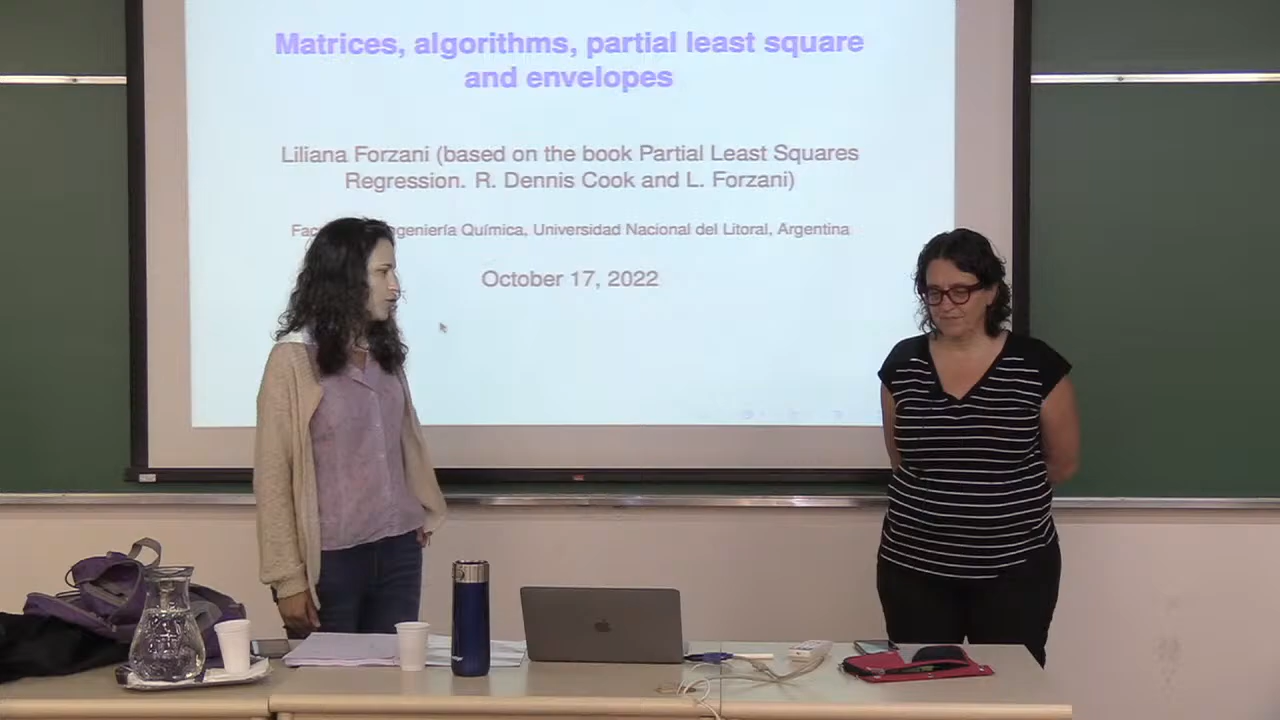 Matrices, algorithms, partial least square
and envelopes
Liliana Forzani (based on the book Partial Least Squares
Regression. R. Dennis Cook and L. Forzani)
ngeniería Química, Universidad Nacional del Litoral, Argentina
October 17, 2022